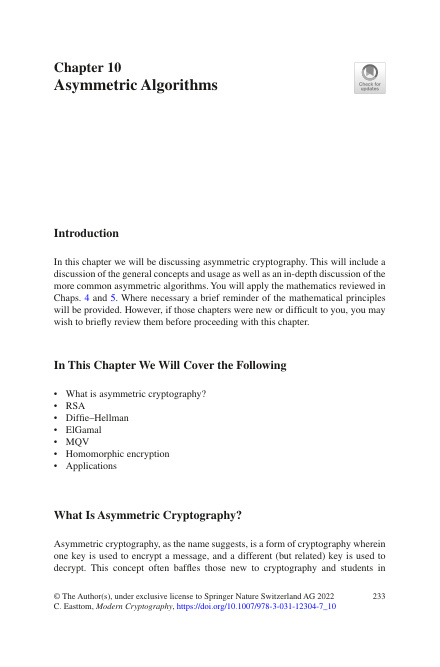 Chapter 10
Asymmetric Algorithms
Check for
updates
Introduction
In this chapter we will be discussing asymmetric cryptography. This will include a
discussion of the general concepts and usage as well as an in-depth discussion of the
more common asymmetric algorithms. You will apply the mathematics reviewed in
Chaps. 4 and 5. Where necessary a brief reminder of the mathematical principles
will be provided. However, if those chapters were new or difficult to you, you may
wish to briefly review them before proceeding with this chapter.
In This Chapter We Will Cover the Following
• What is asymmetric cryptography?
• RSA
• Diffie–Hellman
• ElGamal
• MQV
• Homomorphic encryption
• Applications
What Is Asymmetric Cryptography?
Asymmetric cryptography, as the name suggests, is a form of cryptography wherein
one key is used to encrypt a message, and a different (but related) key is used to
decrypt. This concept often baffles those new to cryptography and students in
© The Author(s), under exclusive license to Springer Nature Switzerland AG 2022 233
C. Easttom, Modern Cryptography, https://doi.org/10.1007/978-3-031-12304-7_10